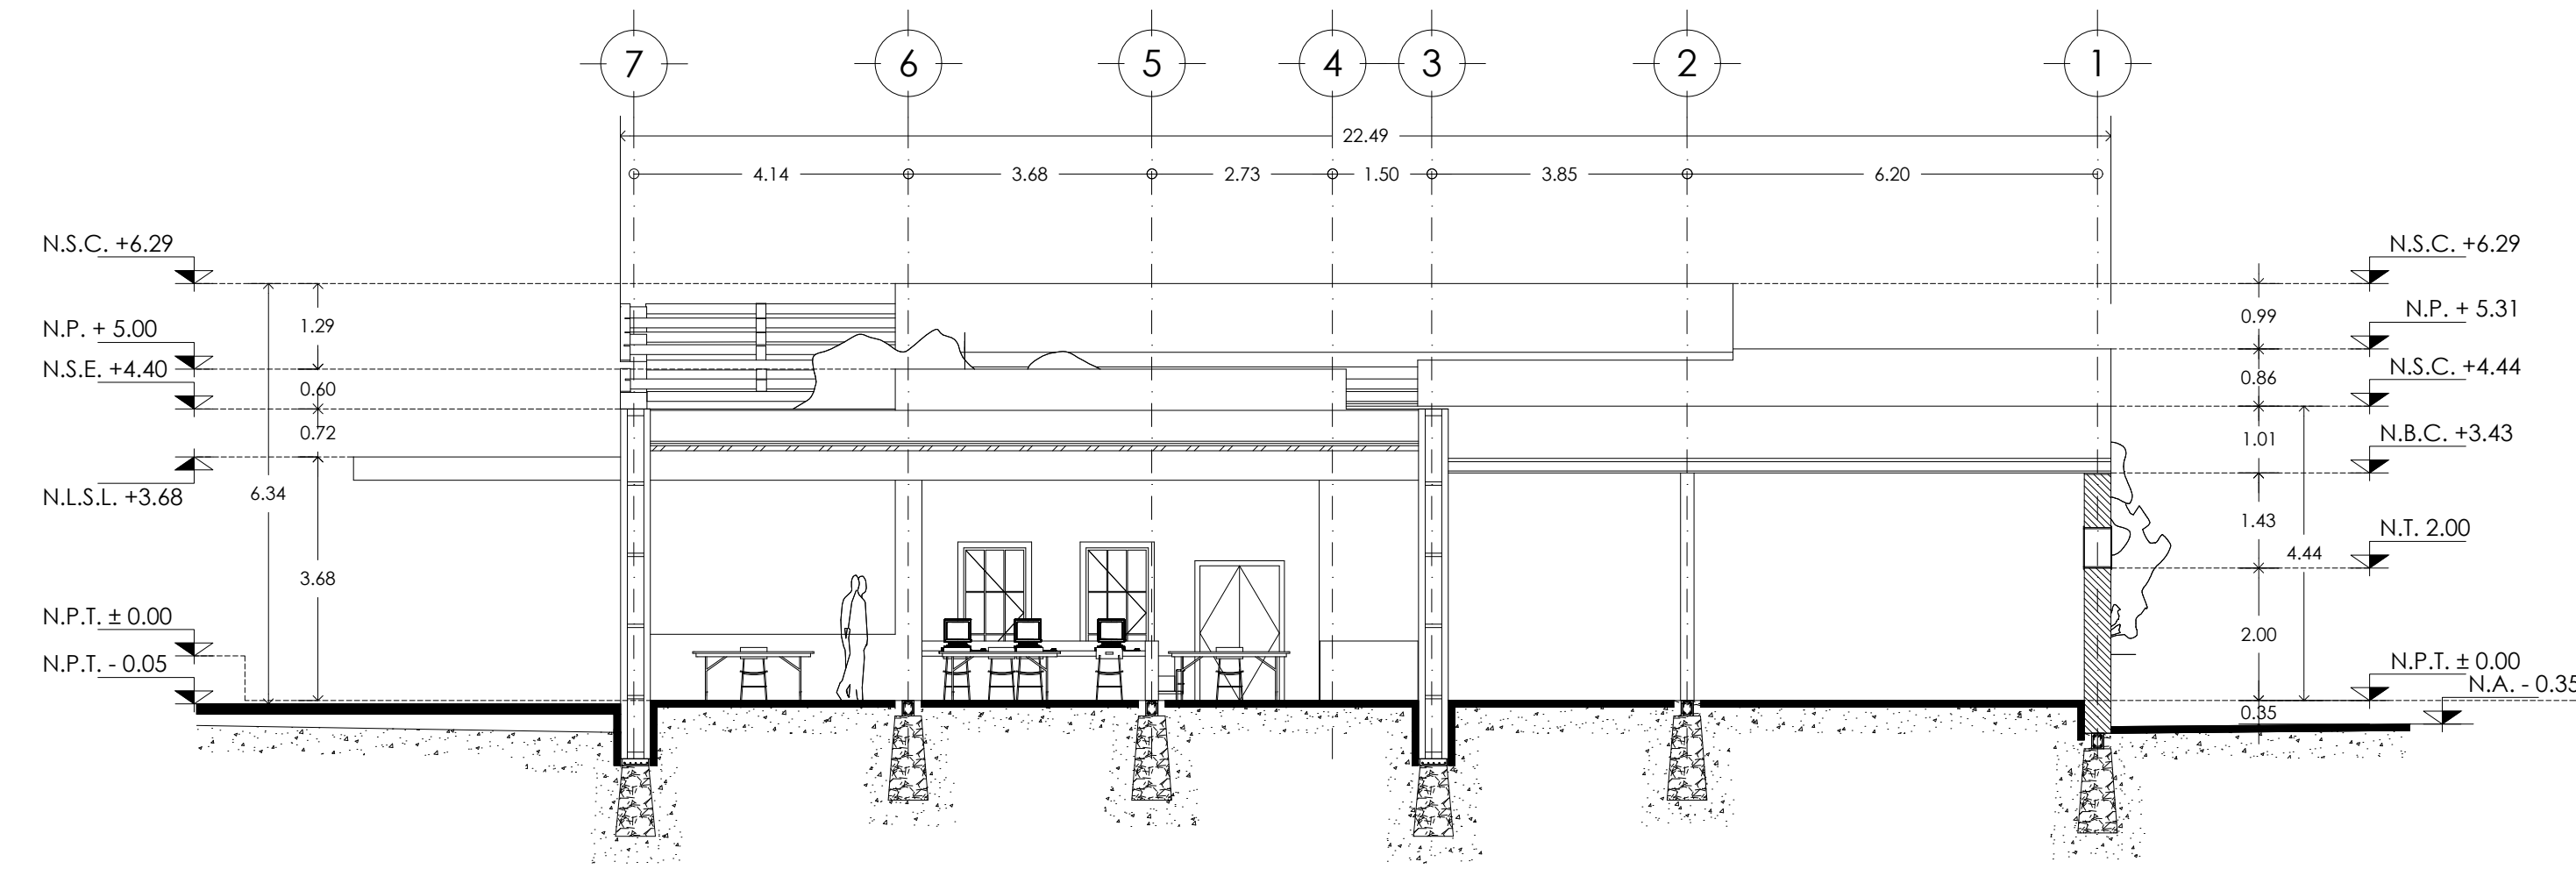 7 6 5 4 3 2 1
22.49
4.14 3.68 2.73 1.50 3.85 6.20
N.S.C. +6.29
N.P. + 5.00
N.S.E. +4.40
N.L.S.L. +3.68
N.P.T. ± 0.00
N.P.T. - 0.05
6.34
1.29
0.60
0.72
3.68
0.99
0.86
1.01
1.43
4.44
2.00
0.35
N.S.C. +6.29
N.P. + 5.31
N.S.C. +4.44
N.B.C. +3.43
N.T. 2.00
N.P.T. ± 0.00
N.A. - 0.35